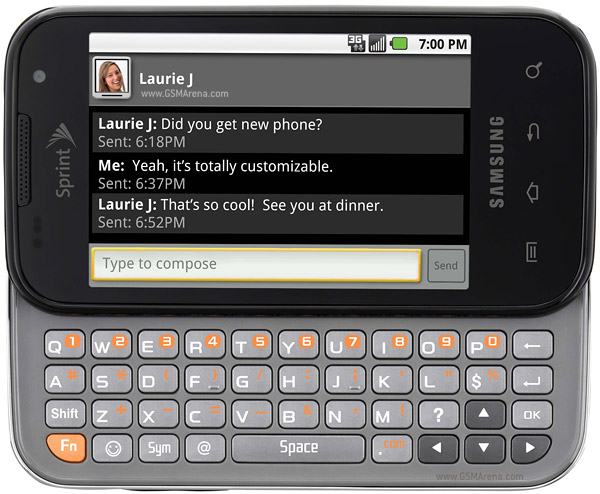 3G 7:00 PM
Laurie J
www.GSMArena.com
Laurie J: Did you get new phone?
Sent: 6:18PM
Me: Yeah, it's totally customizable.
Sent: 6:37PM
Laurie J: That's so cool! See you at dinner.
Sent: 6:52PM
Type to compose Send
Sprint
SAMSUNG
Q 1 W 2 E 3 R 4 T 5 Y 6 U 7 I 8 O 9 P 0 ←
A # S * D ( F ) G / H : J ; K ' L " $ %
Shift Z + X - C = V _ B & N ~ M ! ? ▲ OK
Fn Sym @ Space . .com ◄ ▼ ►
www.GSMArena.com